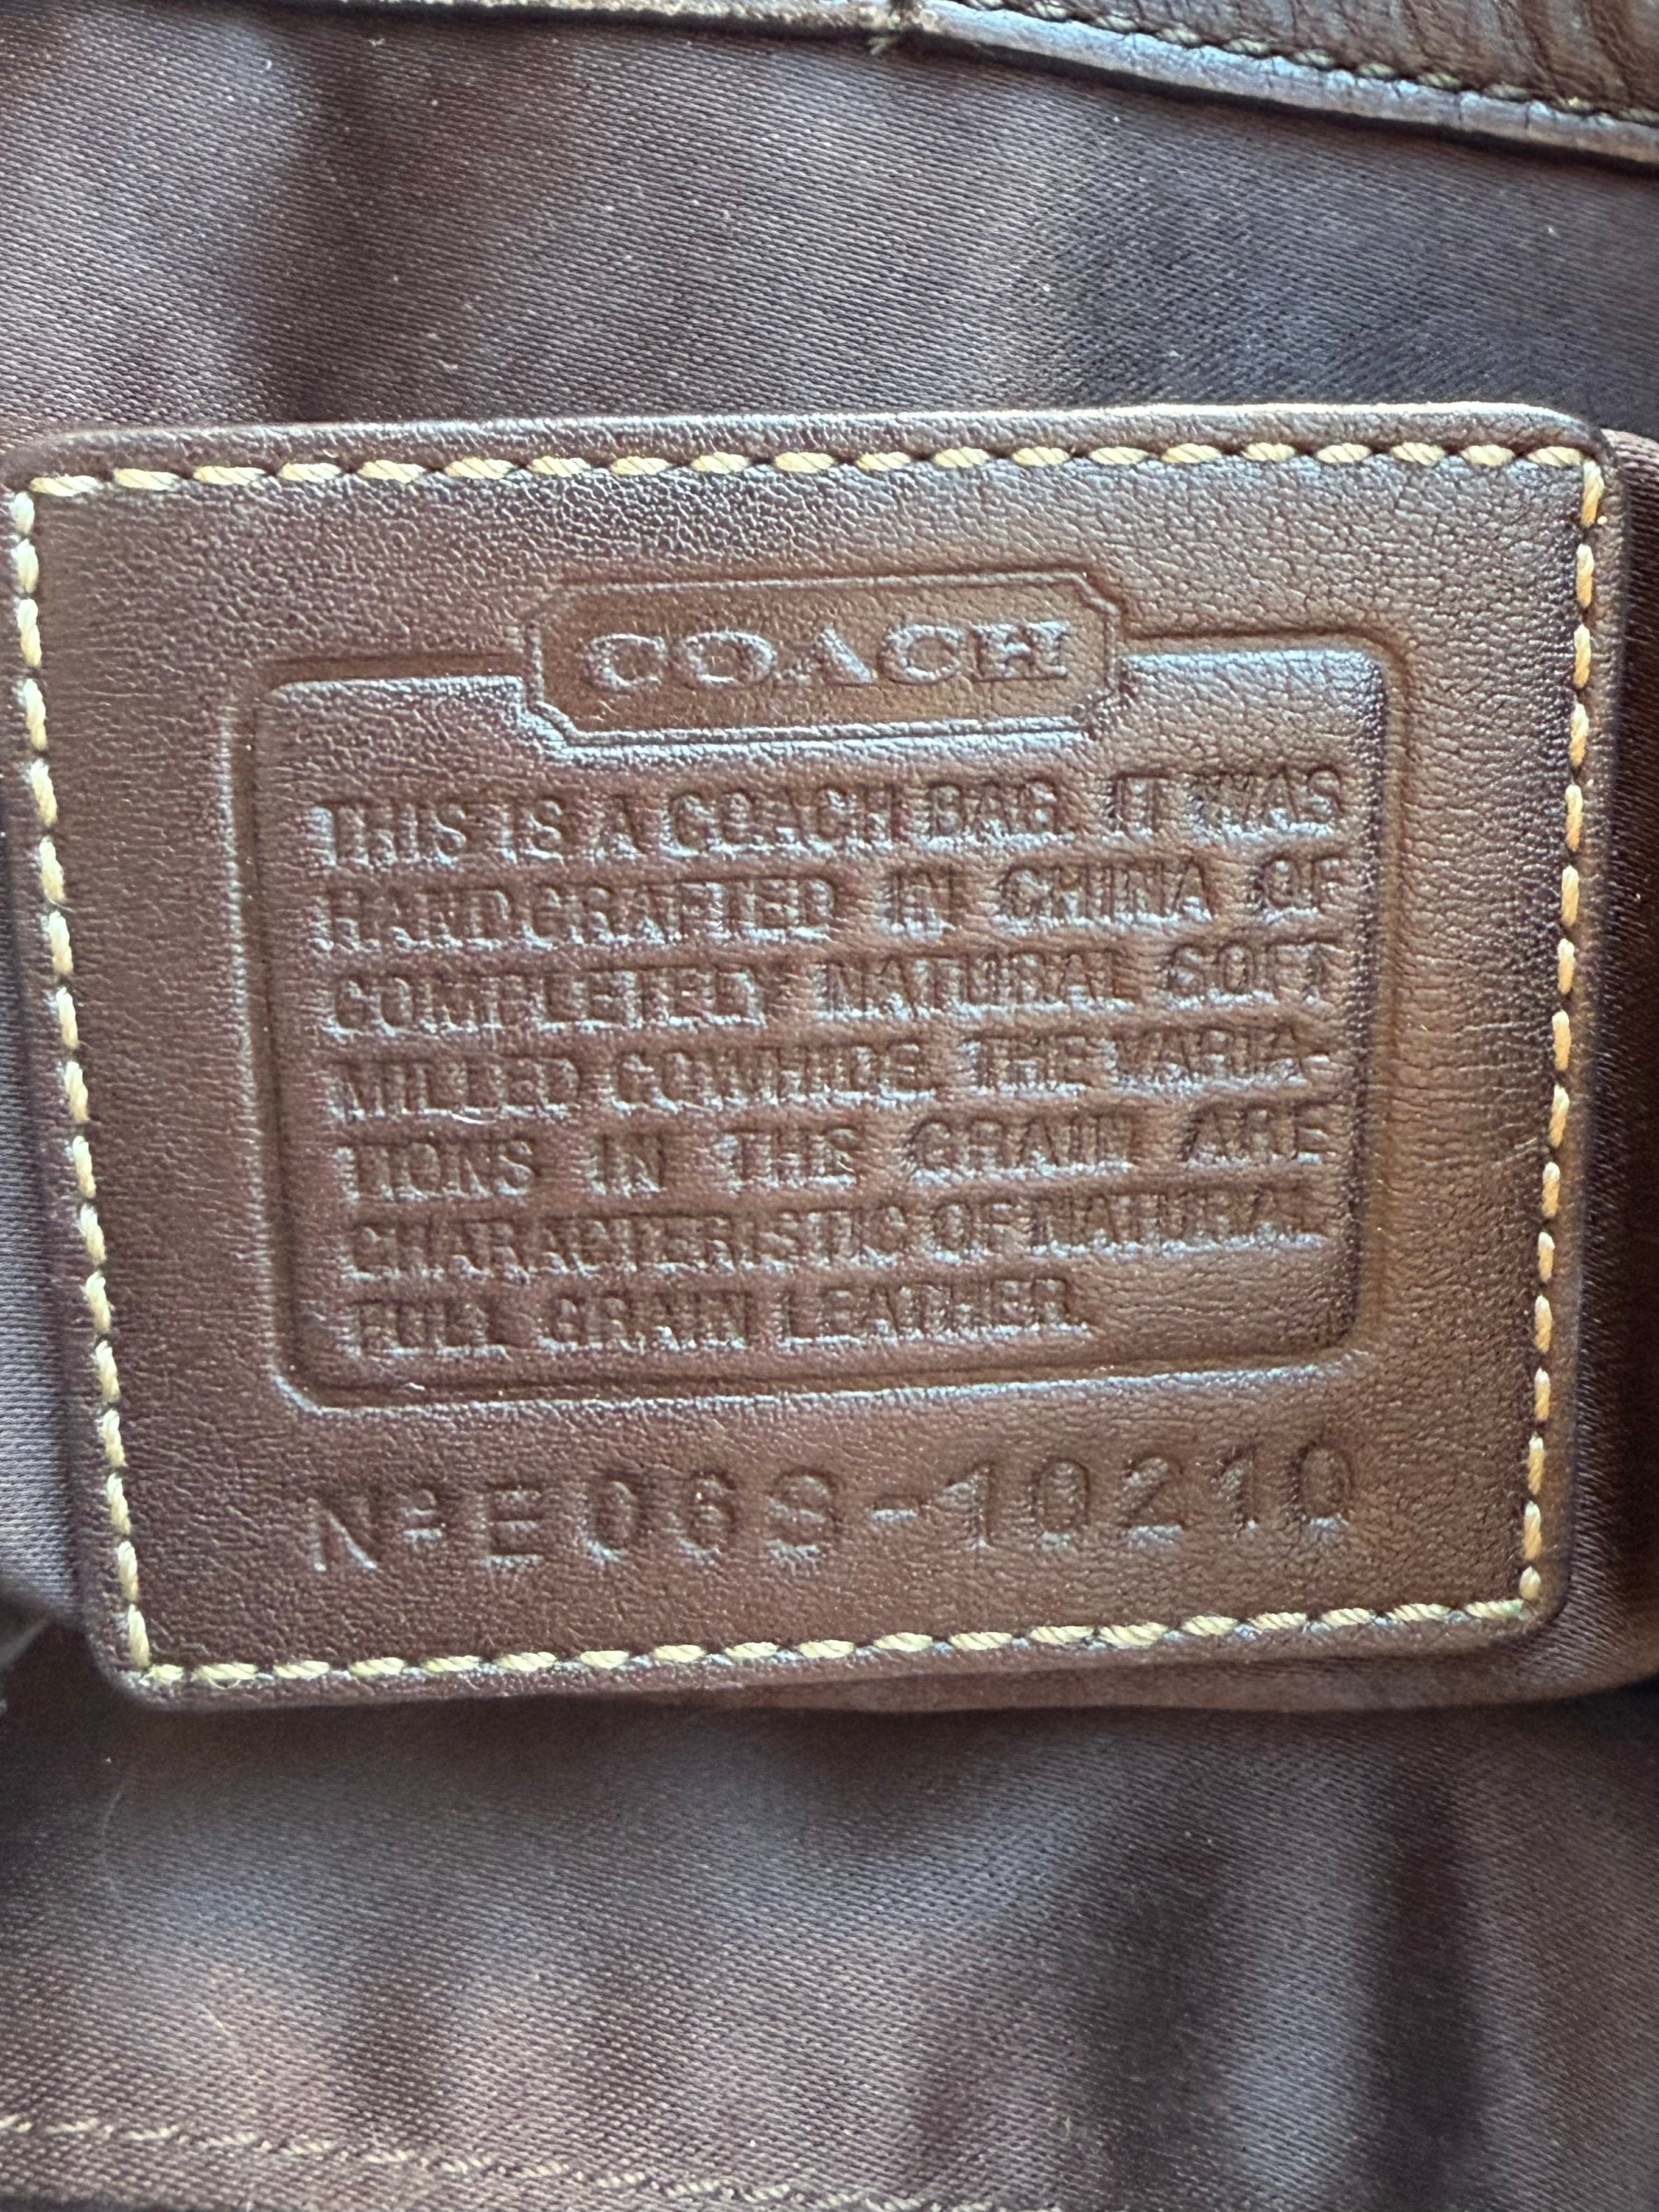 COACH
THIS IS A COACH BAG. IT WAS
HANDCRAFTED IN CHINA OF
COMPLETELY NATURAL SOFT
MILLED COWHIDE. THE VARIA-
TIONS IN THE GRAIN ARE
CHARACTERISTIC OF NATURAL
FULL GRAIN LEATHER.
Nº E06S-10210